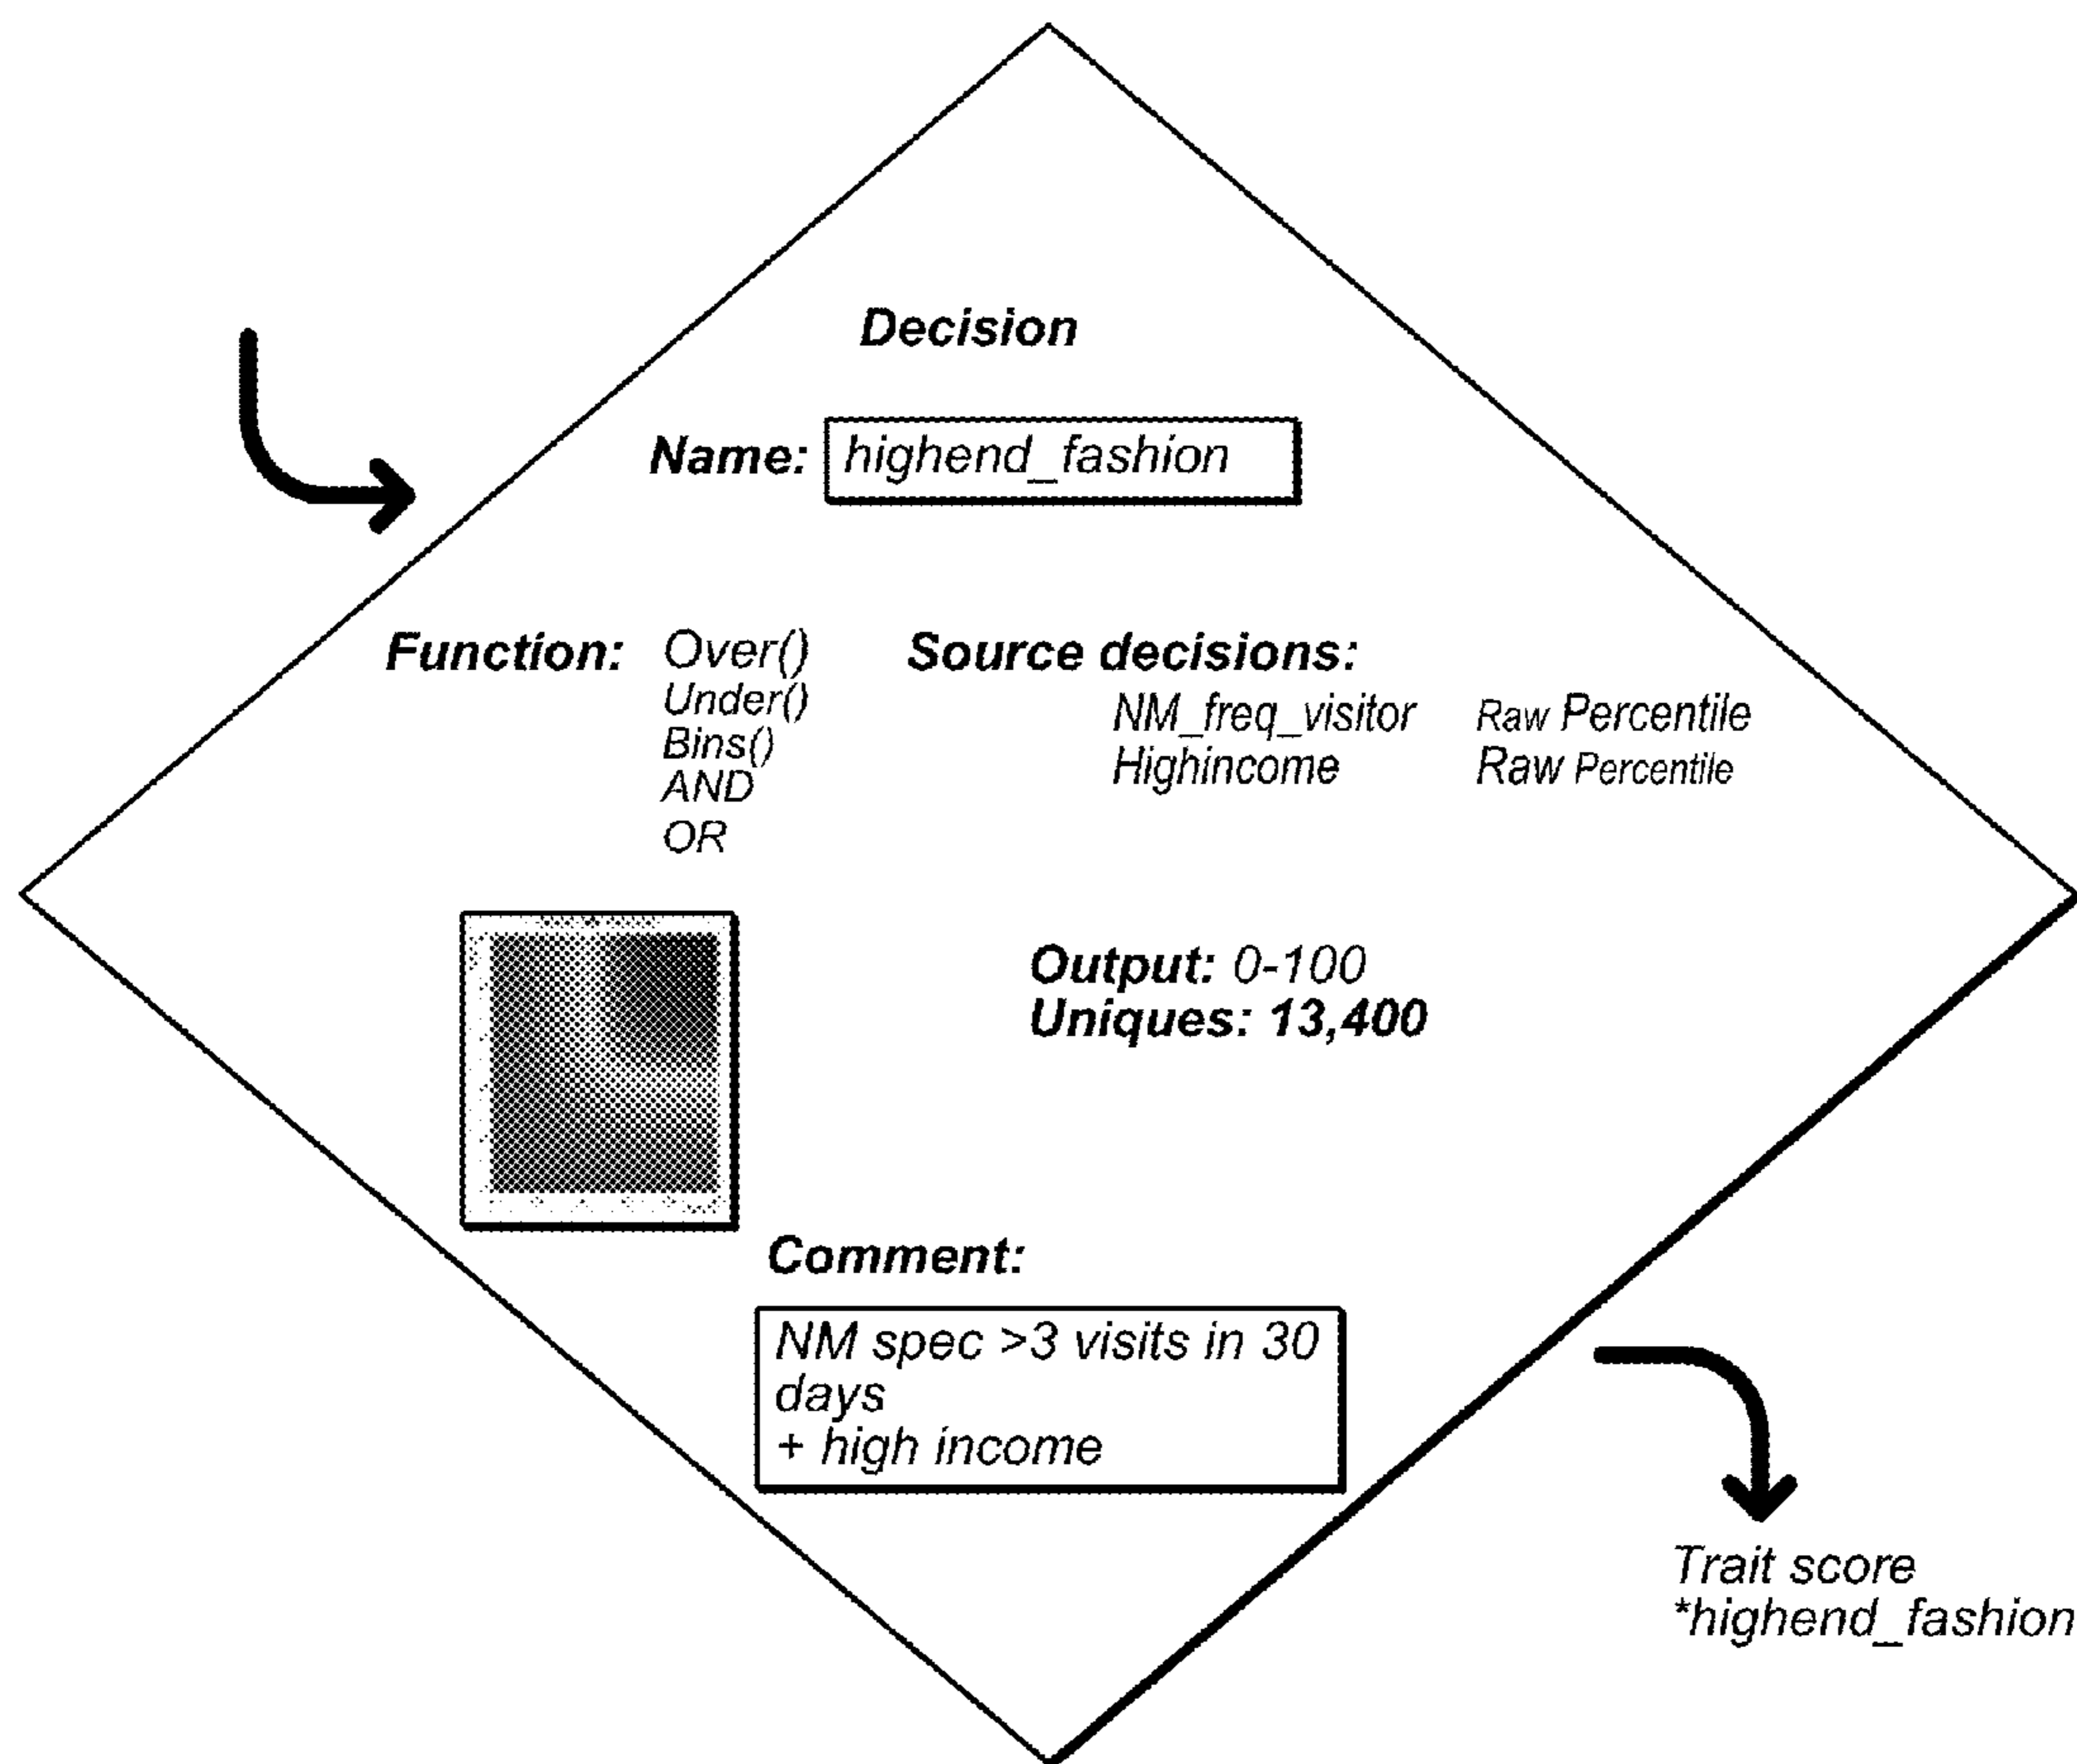 Decision
Name: highend_fashion
Function: Over()
Under()
Bins()
AND
OR
Source decisions:
NM_freq_visitor Raw Percentile
Highincome Raw Percentile
Output: 0-100
Uniques: 13,400
Comment:
NM spec >3 visits in 30
days
+ high income
Trait score
*highend_fashion